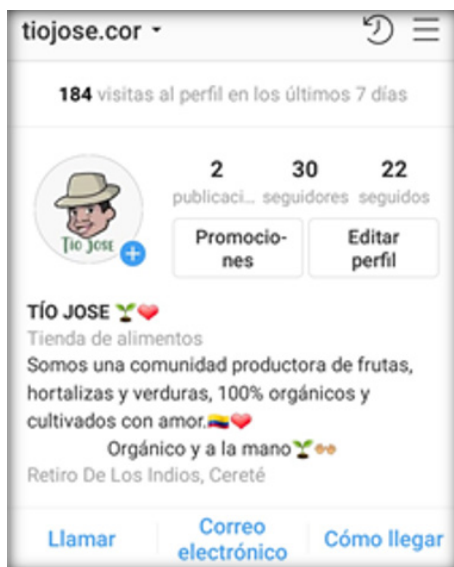 tiojose.cor
184 visitas al perfil en los últimos 7 días
2 30 22
publicaci... seguidores seguidos
Tío Jose
Promocio-
nes
Editar
perfil
TÍO JOSE 🌱❤️
Tienda de alimentos
Somos una comunidad productora de frutas,
hortalizas y verduras, 100% orgánicos y
cultivados con amor.🇨🇴❤️
Orgánico y a la mano🌱👐🏼
Retiro De Los Indios, Cereté
Llamar
Correo
electrónico
Cómo llegar